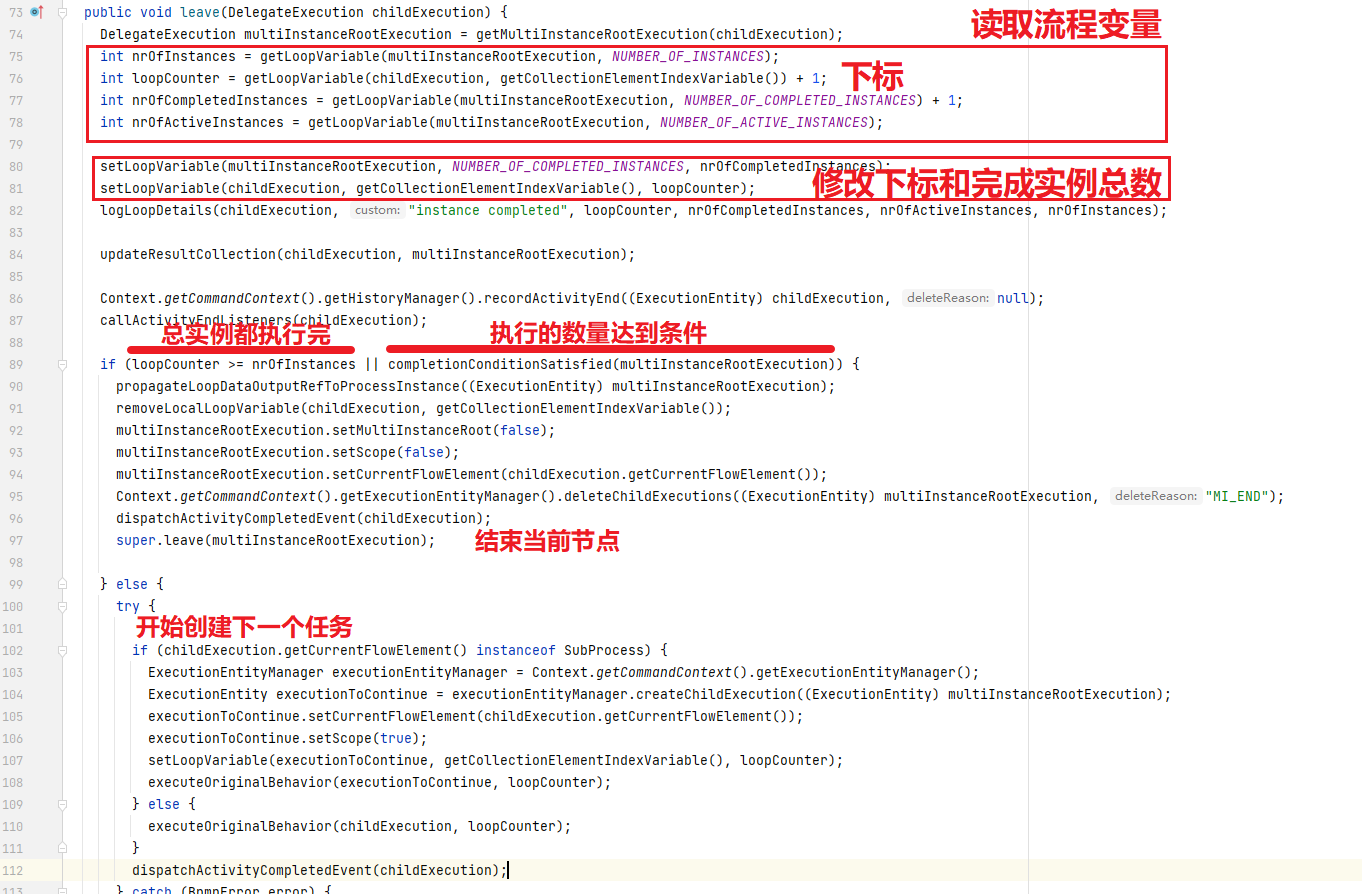 73 public void leave(DelegateExecution childExecution) { 读取流程变量
74 DelegateExecution multiInstanceRootExecution = getMultiInstanceRootExecution(childExecution);
75 int nrOfInstances = getLoopVariable(multiInstanceRootExecution, NUMBER_OF_INSTANCES);
76 int loopCounter = getLoopVariable(childExecution, getCollectionElementIndexVariable()) + 1; 下标
77 int nrOfCompletedInstances = getLoopVariable(multiInstanceRootExecution, NUMBER_OF_COMPLETED_INSTANCES) + 1;
78 int nrOfActiveInstances = getLoopVariable(multiInstanceRootExecution, NUMBER_OF_ACTIVE_INSTANCES);
79
80 setLoopVariable(multiInstanceRootExecution, NUMBER_OF_COMPLETED_INSTANCES, nrOfCompletedInstances);
81 setLoopVariable(childExecution, getCollectionElementIndexVariable(), loopCounter); 修改下标和完成实例总数
82 logLoopDetails(childExecution, custom: "instance completed", loopCounter, nrOfCompletedInstances, nrOfActiveInstances, nrOfInstances);
83
84 updateResultCollection(childExecution, multiInstanceRootExecution);
85
86 Context.getCommandContext().getHistoryManager().recordActivityEnd((ExecutionEntity) childExecution, deleteReason: null);
87 callActivityEndListeners(childExecution);
88 总实例都执行完 执行的数量达到条件
89 if (loopCounter >= nrOfInstances || completionConditionSatisfied(multiInstanceRootExecution)) {
90 propagateLoopDataOutputRefToProcessInstance((ExecutionEntity) multiInstanceRootExecution);
91 removeLocalLoopVariable(childExecution, getCollectionElementIndexVariable());
92 multiInstanceRootExecution.setMultiInstanceRoot(false);
93 multiInstanceRootExecution.setScope(false);
94 multiInstanceRootExecution.setCurrentFlowElement(childExecution.getCurrentFlowElement());
95 Context.getCommandContext().getExecutionEntityManager().deleteChildExecutions((ExecutionEntity) multiInstanceRootExecution, deleteReason: "MI_END");
96 dispatchActivityCompletedEvent(childExecution);
97 super.leave(multiInstanceRootExecution); 结束当前节点
98
99 } else {
100 try {
101 开始创建下一个任务
102 if (childExecution.getCurrentFlowElement() instanceof SubProcess) {
103 ExecutionEntityManager executionEntityManager = Context.getCommandContext().getExecutionEntityManager();
104 ExecutionEntity executionToContinue = executionEntityManager.createChildExecution((ExecutionEntity) multiInstanceRootExecution);
105 executionToContinue.setCurrentFlowElement(childExecution.getCurrentFlowElement());
106 executionToContinue.setScope(true);
107 setLoopVariable(executionToContinue, getCollectionElementIndexVariable(), loopCounter);
108 executeOriginalBehavior(executionToContinue, loopCounter);
109 } else {
110 executeOriginalBehavior(childExecution, loopCounter);
111 }
112 dispatchActivityCompletedEvent(childExecution);
113 } catch (BpmnError error) {